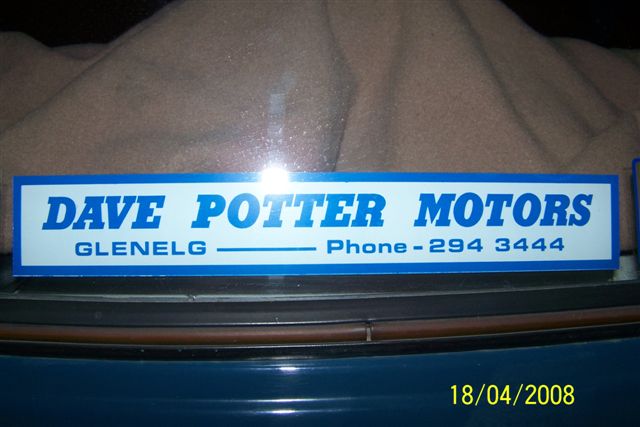 DAVE POTTER MOTORS
GLENELG ——— Phone - 294 3444
18/04/2008